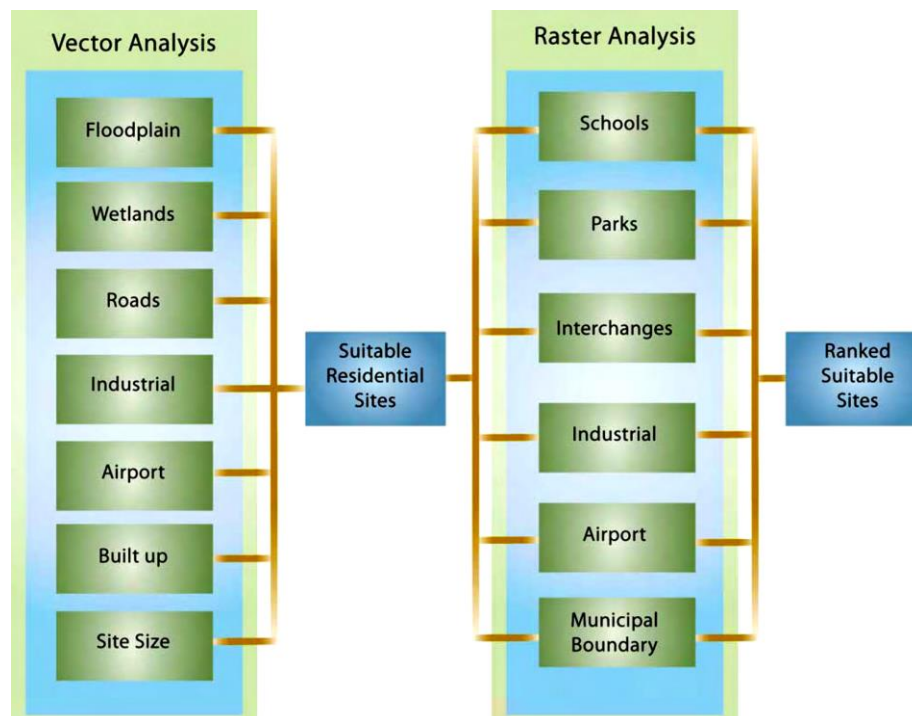 Vector Analysis
Floodplain
Wetlands
Roads
Industrial
Airport
Built up
Site Size
Suitable
Residential
Sites
Raster Analysis
Schools
Parks
Interchanges
Industrial
Airport
Municipal
Boundary
Ranked
Suitable
Sites